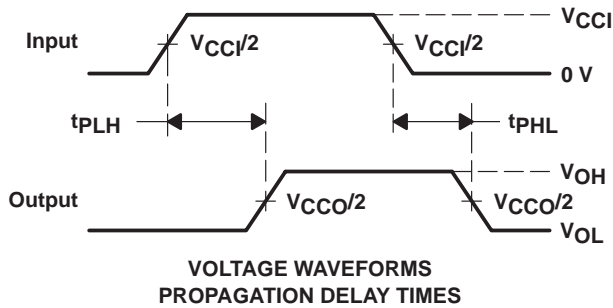 VCCI
Input
VCCI/2
VCCI/2
0 V
tPLH
tPHL
VOH
Output
VCCO/2
VCCO/2
VOL
VOLTAGE WAVEFORMS
PROPAGATION DELAY TIMES